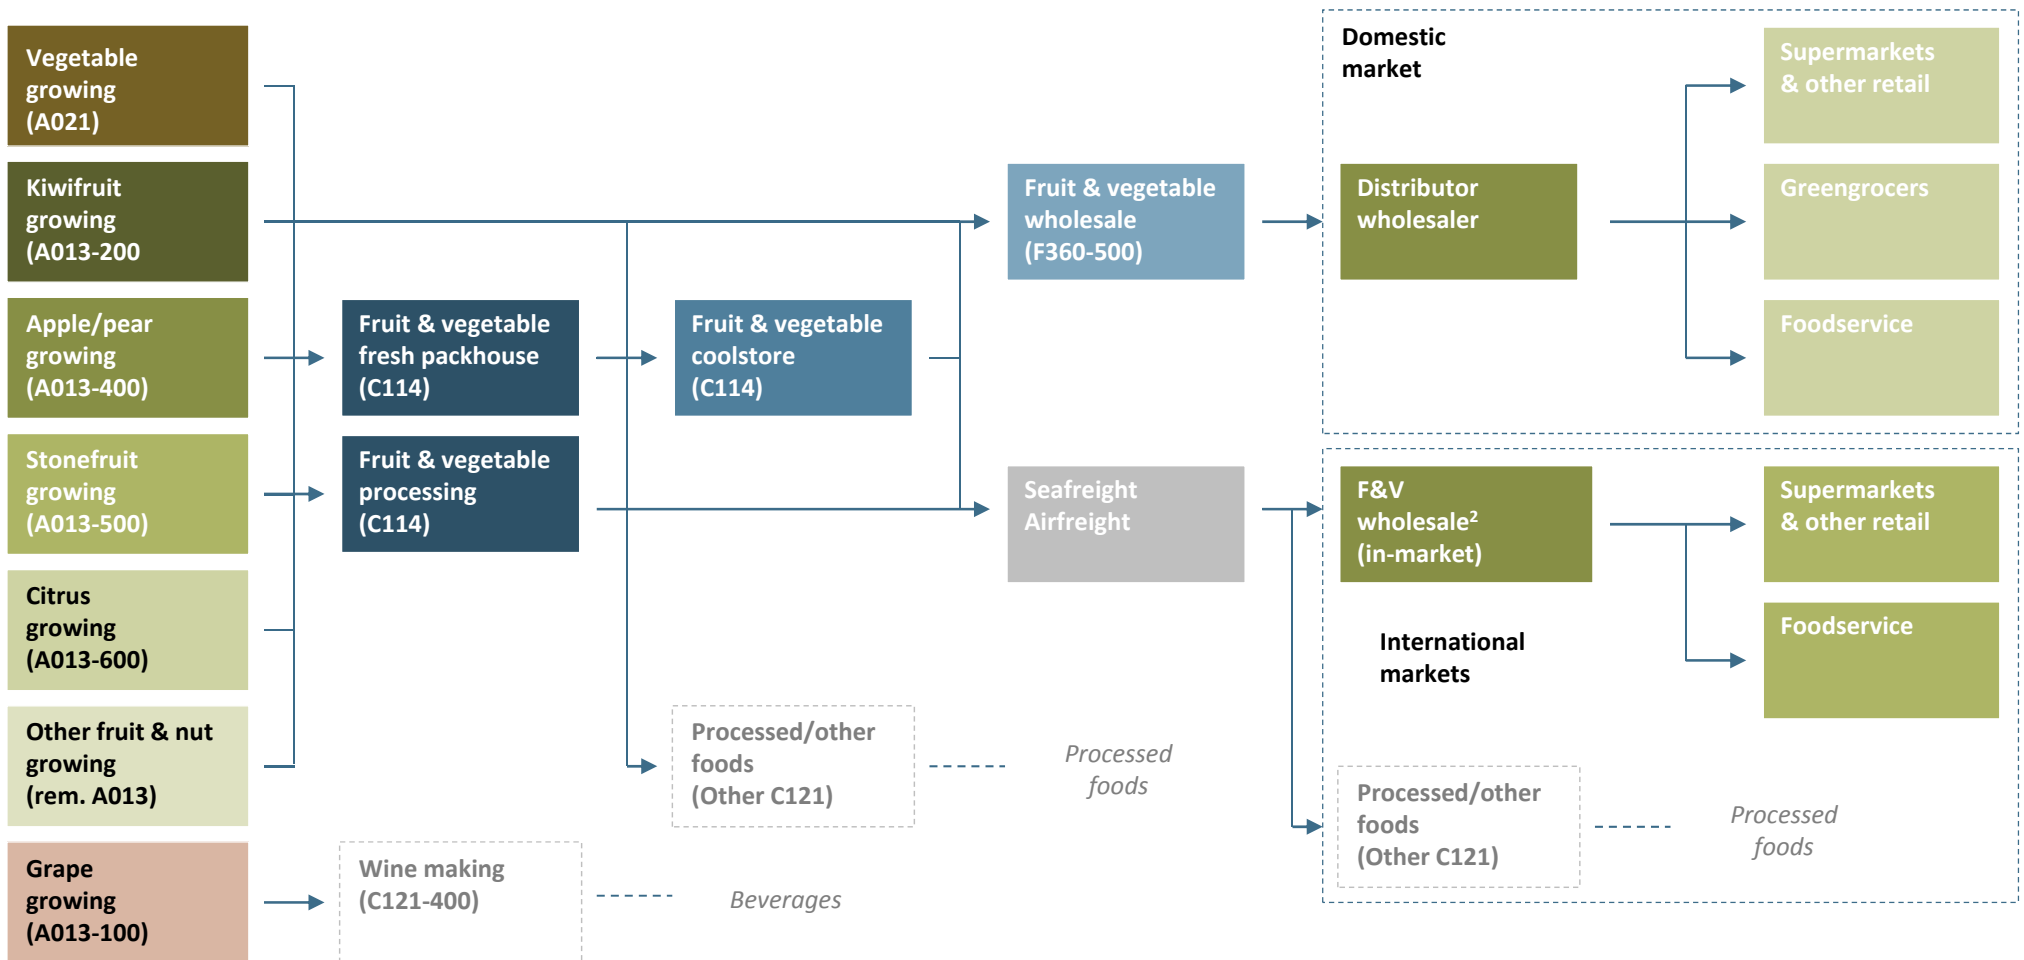 Vegetable
growing
(A021)
Kiwifruit
growing
(A013-200
Apple/pear
growing
(A013-400)
Stonefruit
growing
(A013-500)
Citrus
growing
(A013-600)
Other fruit & nut
growing
(rem. A013)
Grape
growing
(A013-100)
Fruit & vegetable
fresh packhouse
(C114)
Fruit & vegetable
processing
(C114)
Wine making
(C121-400)
Fruit & vegetable
coolstore
(C114)
Processed/other
foods
(Other C121)
Beverages
Fruit & vegetable
wholesale
(F360-500)
Seafreight
Airfreight
Processed
foods
Domestic
market
Distributor
wholesaler
Supermarkets
& other retail
Greengrocers
Foodservice
F&V
wholesale²
(in-market)
International
markets
Supermarkets
& other retail
Foodservice
Processed/other
foods
(Other C121)
Processed
foods